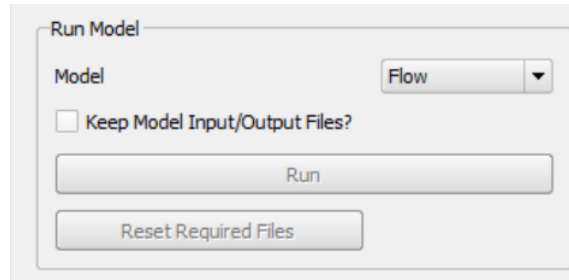 Run Model
Model Flow
Keep Model Input/Output Files?
Run
Reset Required Files